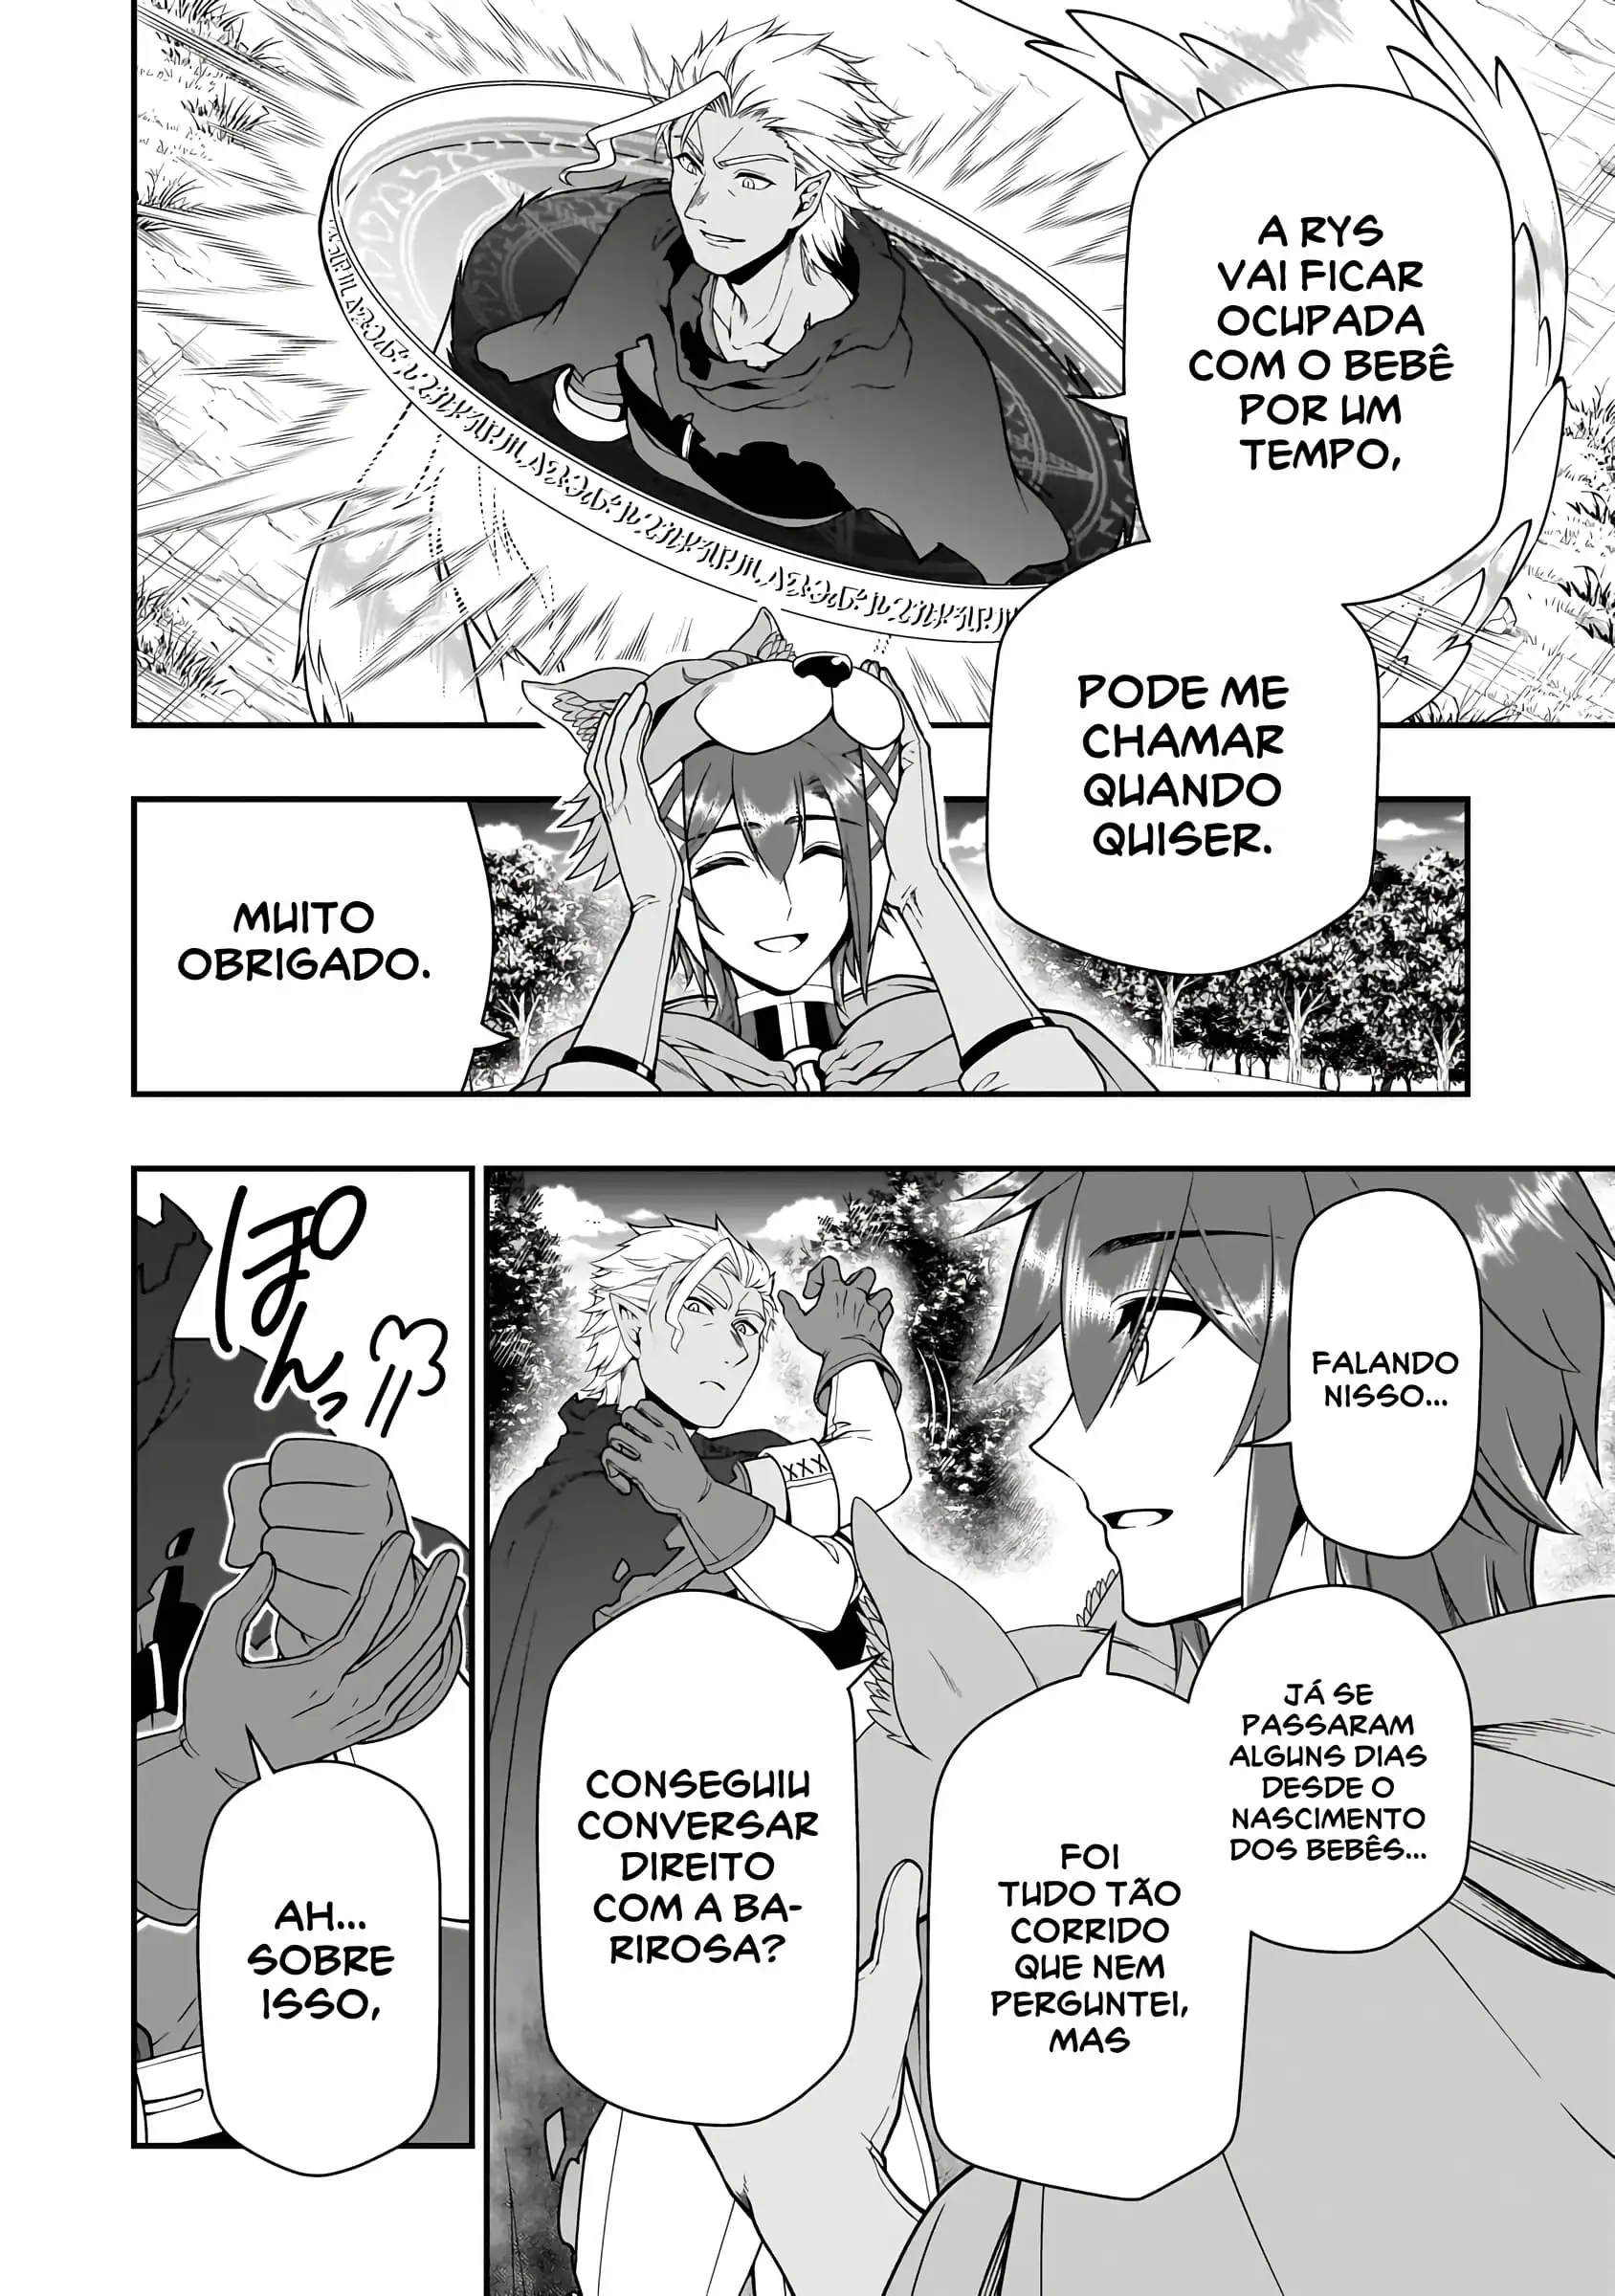 A RYS
VAI FICAR
OCUPADA
COM O BEBÊ
POR UM
TEMPO,
PODE ME
CHAMAR
QUANDO
QUISER.
MUITO
OBRIGADO.
FALANDO
NISSO...
JÁ SE
PASSARAM
ALGUNS DIAS
DESDE O
NASCIMENTO
DOS BEBÊS...
FOI
TUDO TÃO
CORRIDO
QUE NEM
PERGUNTEI,
MAS
CONSEGUIU
CONVERSAR
DIREITO
COM A BA-
RIROSA?
ぽんっ
AH...
SOBRE
ISSO,